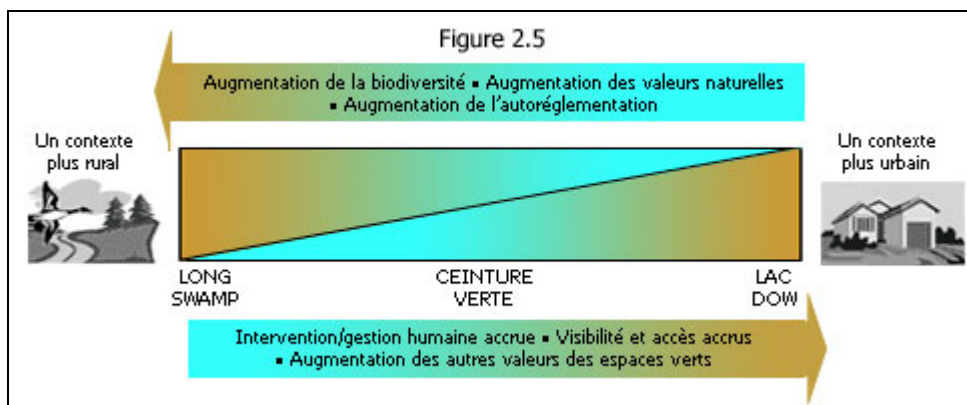 Figure 2.5
Augmentation de la biodiversité ▪ Augmentation des valeurs naturelles
▪ Augmentation de l'autoréglementation
Un contexte
plus rural
Un contexte
plus urbain
LONG
SWAMP
CEINTURE
VERTE
LAC
DOW
Intervention/gestion humaine accrue ▪ Visibilité et accès accrus
▪ Augmentation des autres valeurs des espaces verts